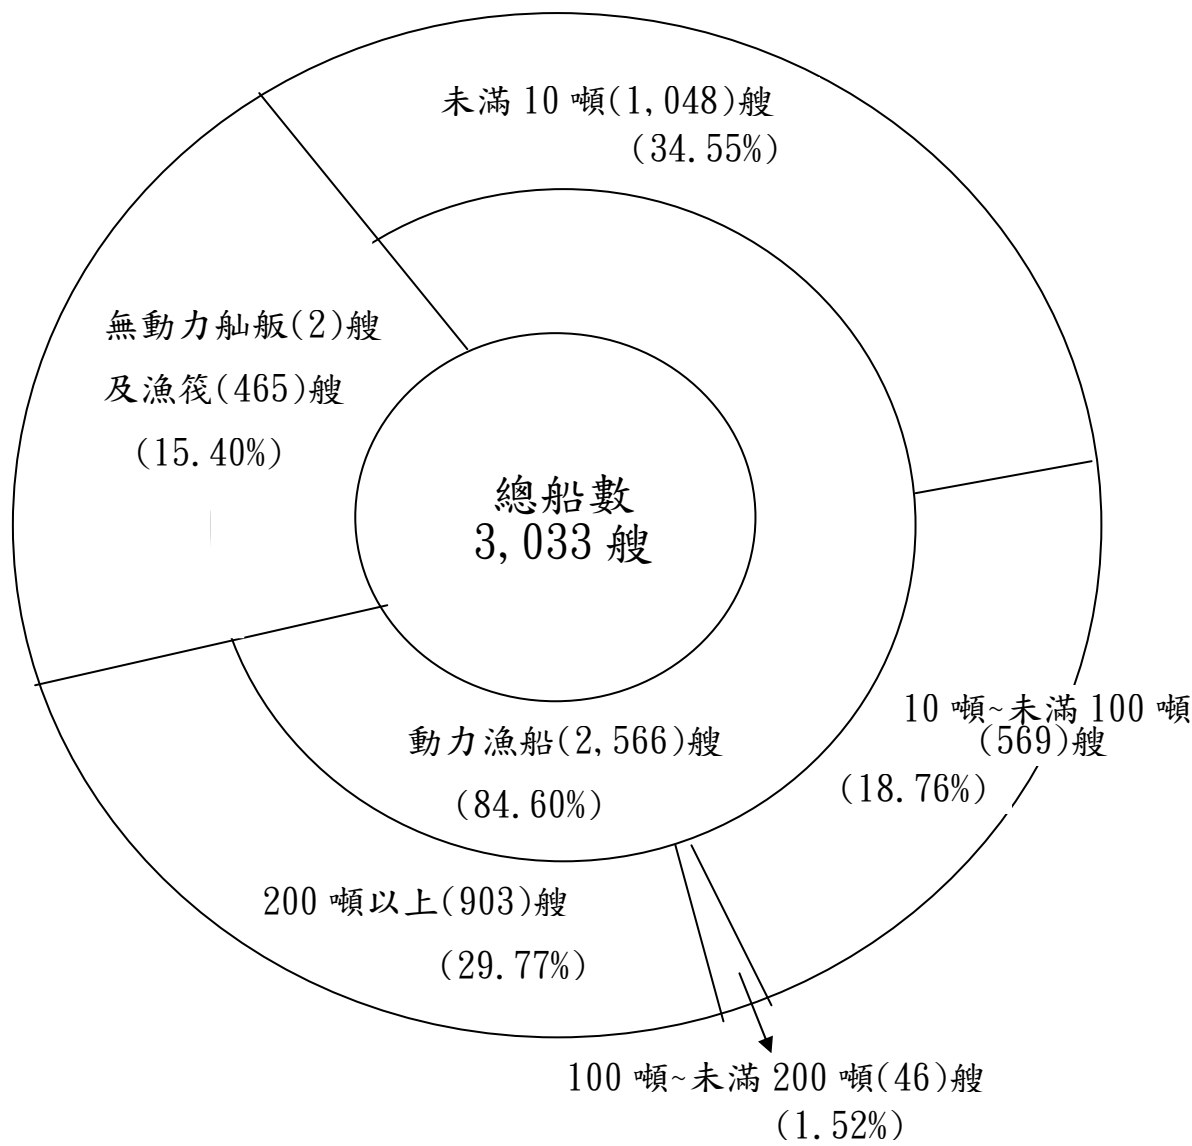 未滿 10 噸(1,048)艘
(34.55%)
無動力舢舨(2)艘
及漁筏(465)艘
(15.40%)
總船數
3,033 艘
10 噸~未滿 100 噸
(569)艘
(18.76%)
動力漁船(2,566)艘
(84.60%)
200 噸以上(903)艘
(29.77%)
100 噸~未滿 200 噸(46)艘
(1.52%)